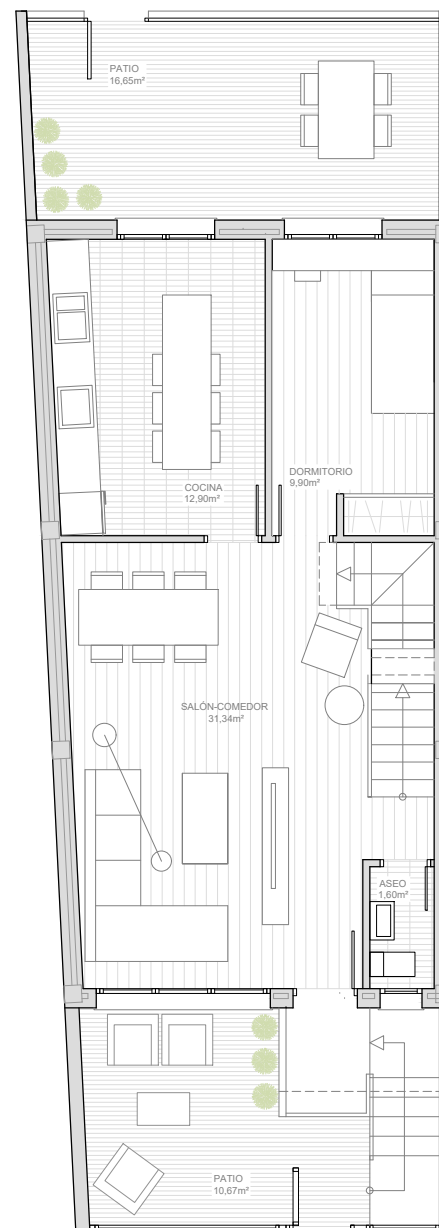 PATIO
16,65m²
DORMITORIO
9,90m²
COCINA
12,90m²
SALÓN-COMEDOR
31,34m²
ASEO
1,60m²
PATIO
10,67m²